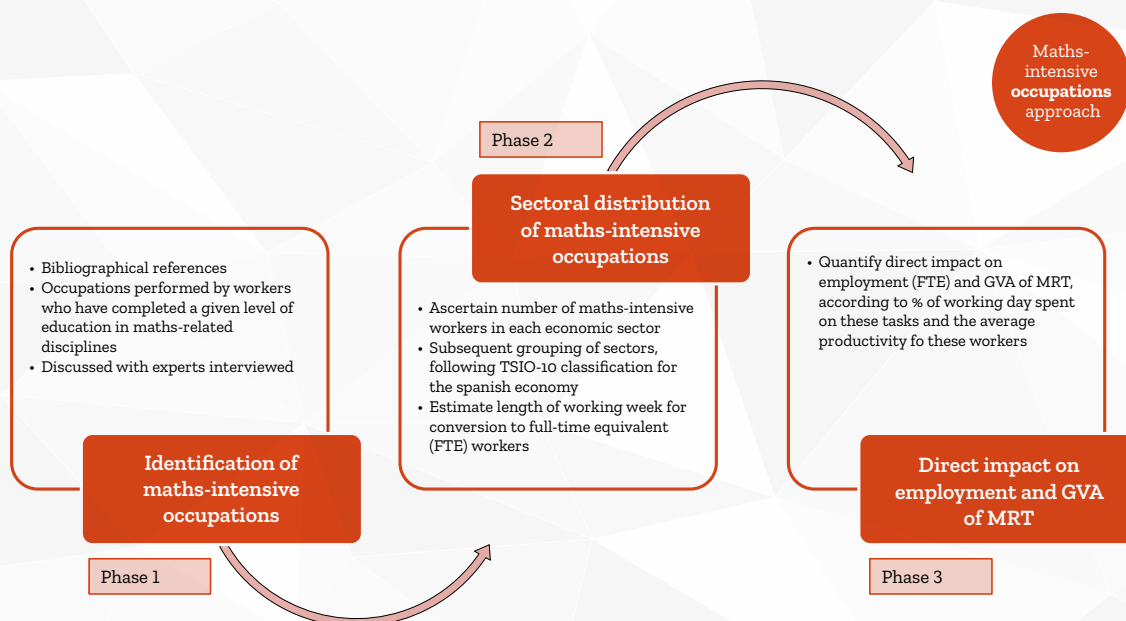 Maths-
intensive
occupations
approach
Phase 1
Identification of
maths-intensive
occupations
• Bibliographical references
• Occupations performed by workers
who have completed a given level of
education in maths-related
disciplines
• Discussed with experts interviewed
Phase 2
Sectoral distribution
of maths-intensive
occupations
• Ascertain number of maths-intensive
workers in each economic sector
• Subsequent grouping of sectors,
following TSIO-10 classification for
the spanish economy
• Estimate length of working week for
conversion to full-time equivalent
(FTE) workers
Phase 3
Direct impact on
employment and GVA
of MRT
• Quantify direct impact on
employment (FTE) and GVA of MRT,
according to % of working day spent
on these tasks and the average
productivity fo these workers